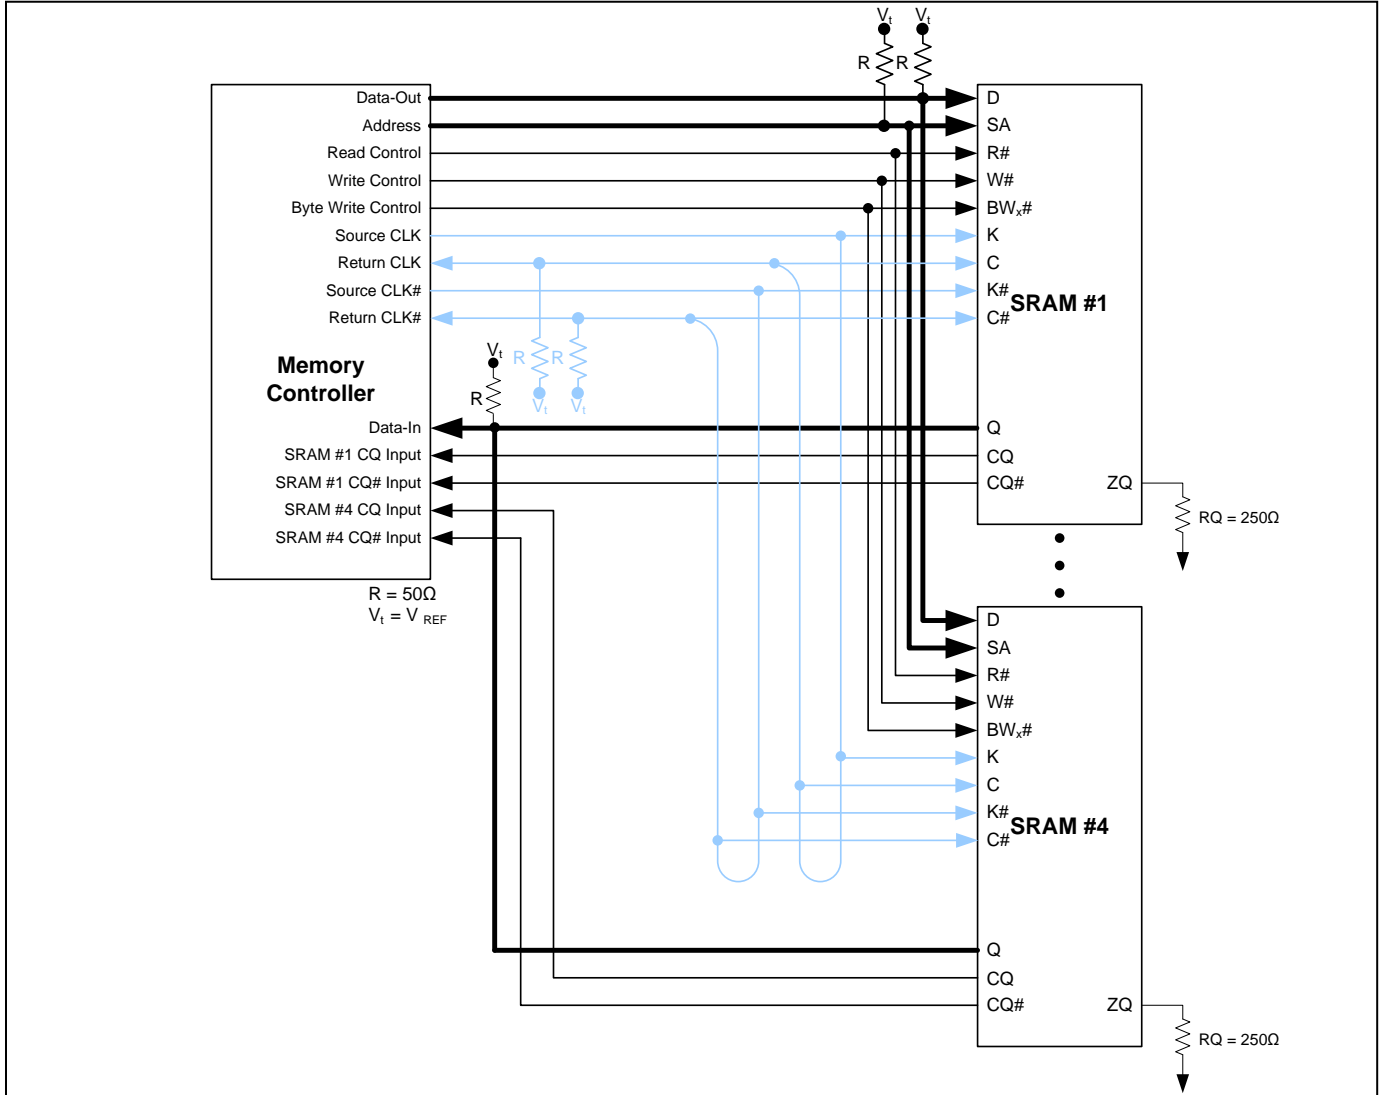 Vt Vt
R R
Data-Out
Address
Read Control
Write Control
Byte Write Control
Source CLK
Return CLK
Source CLK#
Return CLK#
Memory
Controller
Data-In
SRAM #1 CQ Input
SRAM #1 CQ# Input
SRAM #4 CQ Input
SRAM #4 CQ# Input
R = 50Ω
Vt = V REF
Vt
R
R R
Vt Vt
D
SA
R#
W#
BWx#
K
C
K#
C#
SRAM #1
Q
CQ
CQ#
ZQ
RQ = 250Ω
D
SA
R#
W#
BWx#
K
C
K#
C#
SRAM #4
Q
CQ
CQ#
ZQ
RQ = 250Ω